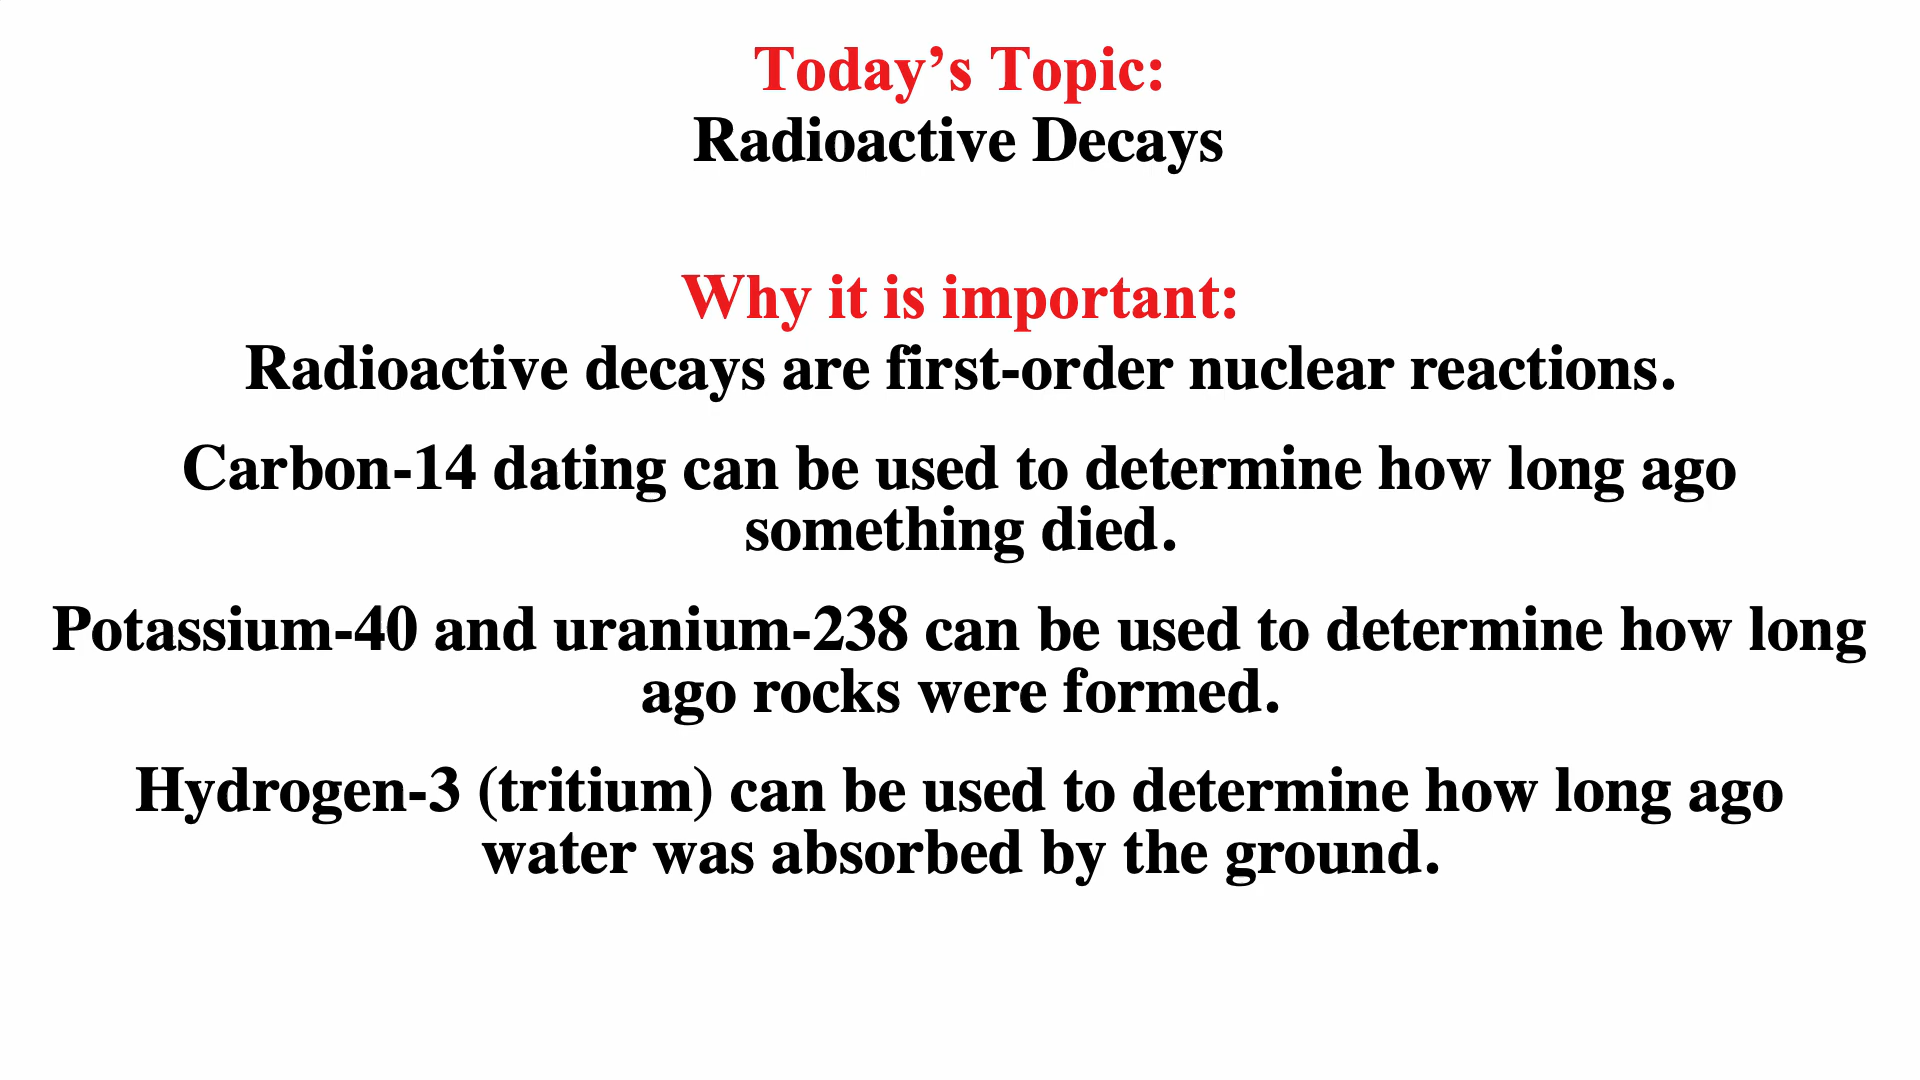 Today’s Topic:
Radioactive Decays
Why it is important:
Radioactive decays are first-order nuclear reactions.
Carbon-14 dating can be used to determine how long ago
something died.
Potassium-40 and uranium-238 can be used to determine how long
ago rocks were formed.
Hydrogen-3 (tritium) can be used to determine how long ago
water was absorbed by the ground.